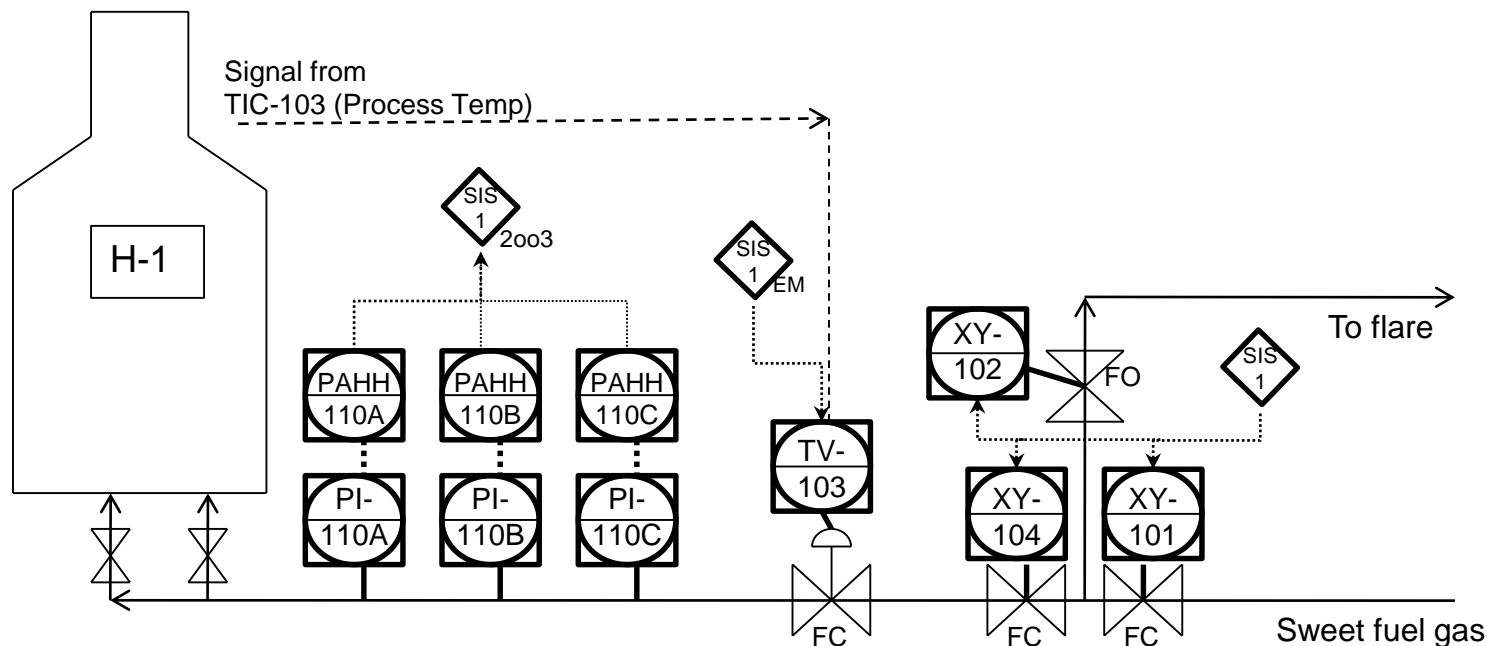 Signal from
TIC-103 (Process Temp)
H-1
SIS
1
2oo3
SIS
1
EM
To flare
XY-
102
FO
SIS
1
PAHH
110A
PAHH
110B
PAHH
110C
TV-
103
PI-
110A
PI-
110B
PI-
110C
XY-
104
XY-
101
FC
FC
FC
Sweet fuel gas